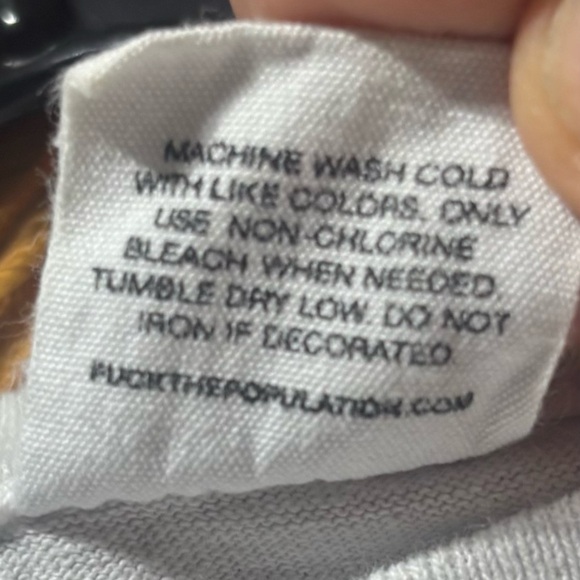 MACHINE WASH COLD
WITH LIKE COLORS. ONLY
USE NON-CHLORINE
BLEACH WHEN NEEDED.
TUMBLE DRY LOW. DO NOT
IRON IF DECORATED
FUCKTHEPOPULATION.COM